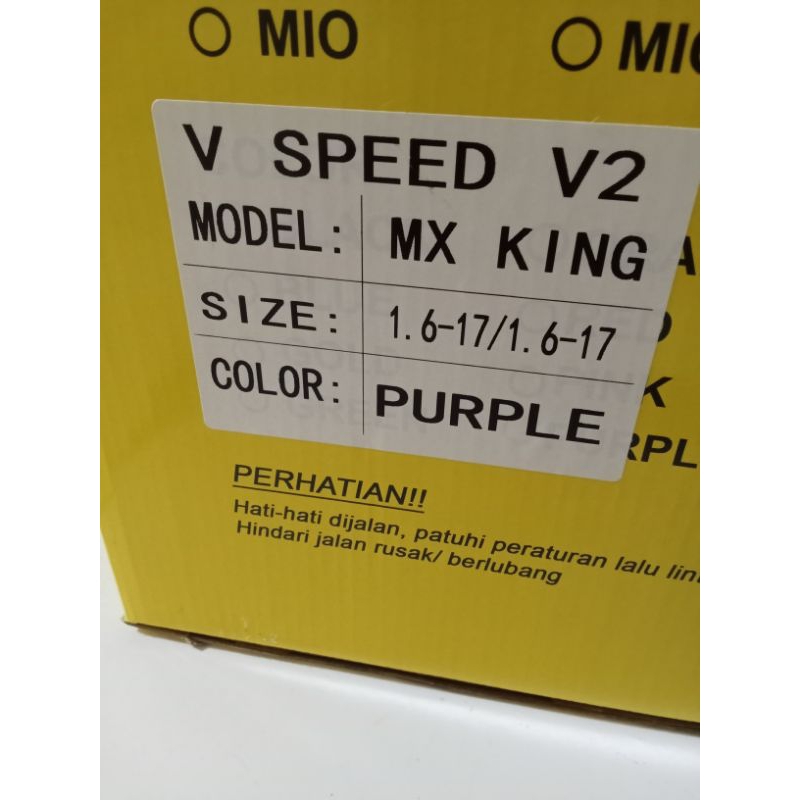 MIO
V SPEED V2
MODEL: MX KING
SIZE: 1.6-17/1.6-17
COLOR: PURPLE
PERHATIAN!!
Hati-hati dijalan, patuhi peraturan lalu
Hindari jalan rusak/ berlubang